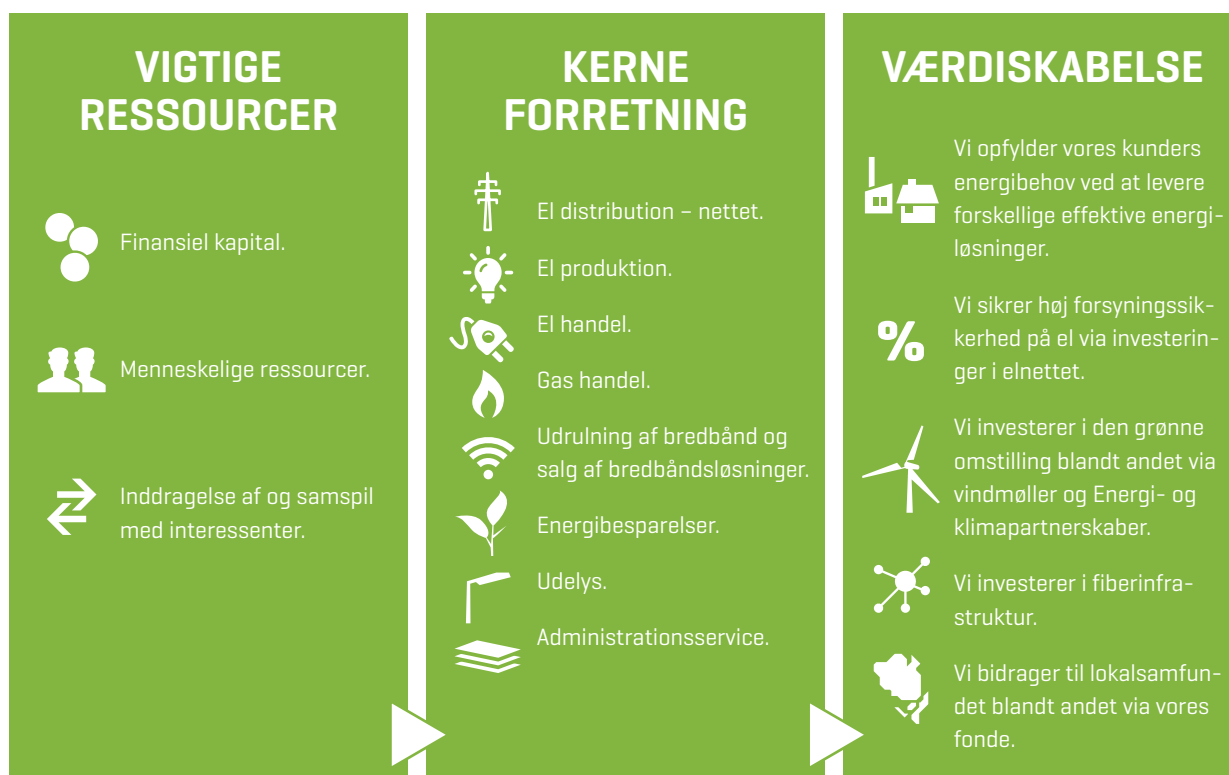 VIGTIGE
RESSOURCER
Finansiel kapital.
Menneskelige ressourcer.
Inddragelse af og samspil
med interessenter.
KERNE
FORRETNING
El distribution – nettet.
El produktion.
El handel.
Gas handel.
Udrulning af bredbånd og
salg af bredbåndsløsninger.
Energibesparelser.
Udelys.
Administrationsservice.
VÆRDISKABELSE
Vi opfylder vores kunders
energibehov ved at levere
forskellige effektive energi-
løsninger.
%
Vi sikrer høj forsyningssik-
kerhed på el via investerin-
ger i elnettet.
Vi investerer i den grønne
omstilling blandt andet via
vindmøller og Energi- og
klimapartnerskaber.
Vi investerer i fiberinfra-
struktur.
Vi bidrager til lokalsamfun-
det blandt andet via vores
fonde.